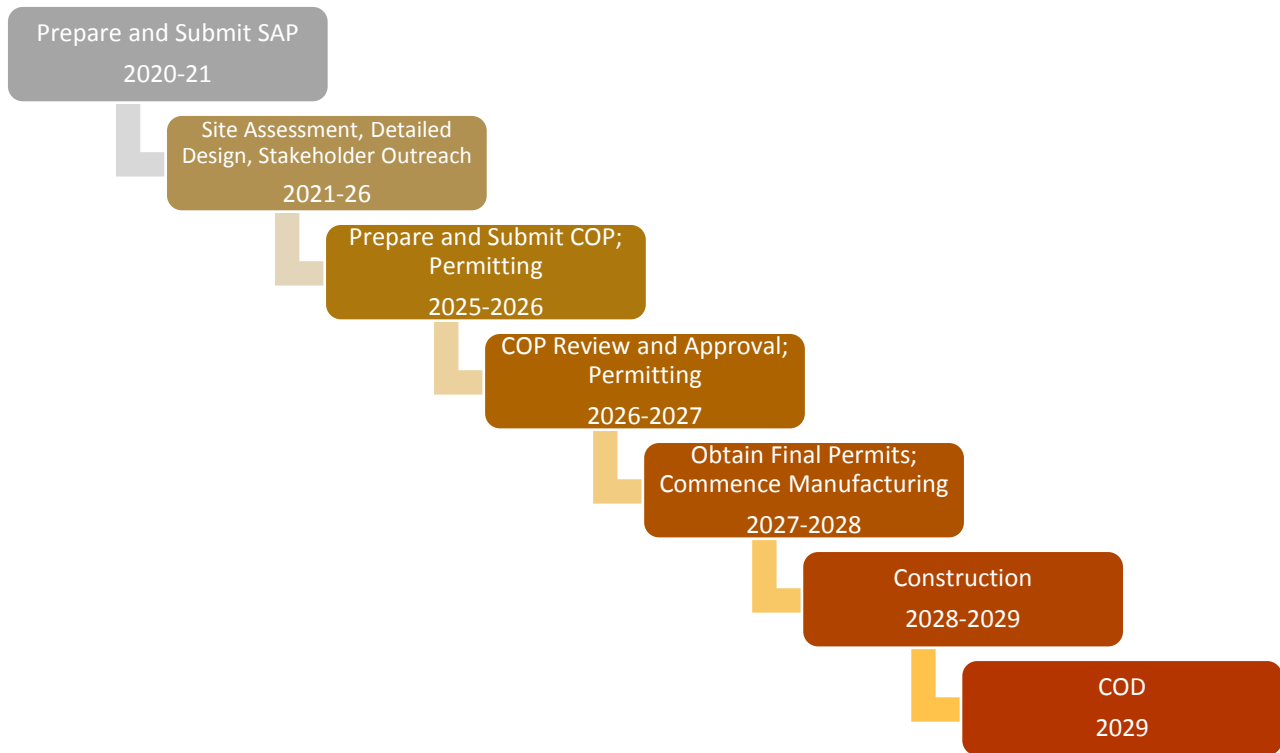 Prepare and Submit SAP
2020-21
Site Assessment, Detailed
Design, Stakeholder Outreach
2021-26
Prepare and Submit COP;
Permitting
2025-2026
COP Review and Approval;
Permitting
2026-2027
Obtain Final Permits;
Commence Manufacturing
2027-2028
Construction
2028-2029
COD
2029